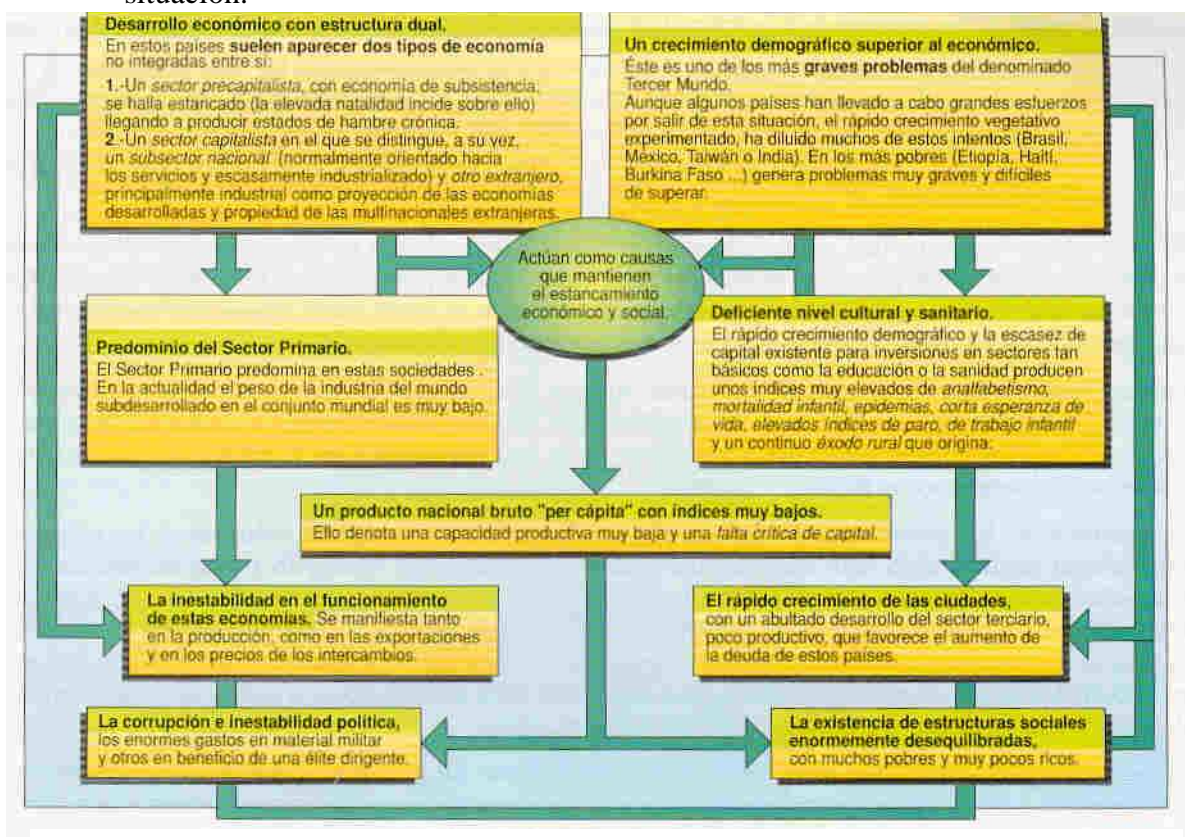 situación.
Desarrollo económico con estructura dual.
En estos países suelen aparecer dos tipos de economía
no integradas entre sí:
1.-Un sector precapitalista, con economía de subsistencia;
se halla estancado (la elevada natalidad incide sobre ello)
llegando a producir estados de hambre crónica.
2.-Un sector capitalista en el que se distingue, a su vez,
un subsector nacional (normalmente orientado hacia
los servicios y escasamente industrializado) y otro extranjero,
principalmente industrial como proyección de las economías
desarrolladas y propiedad de las multinacionales extranjeras.
Un crecimiento demográfico superior al económico.
Éste es uno de los más graves problemas del denominado
Tercer Mundo.
Aunque algunos países han llevado a cabo grandes esfuerzos
por salir de esta situación, el rápido crecimiento vegetativo
experimentado, ha diluido muchos de estos intentos (Brasil,
México, Taiwán o India). En los más pobres (Etiopía, Haití,
Burkina Faso ...) genera problemas muy graves y difíciles
de superar.
Actúan como causas
que mantienen
el estancamiento
económico y social.
Predominio del Sector Primario.
El Sector Primario predomina en estas sociedades .
En la actualidad el peso de la industria del mundo
subdesarrollado en el conjunto mundial es muy bajo.
Deficiente nivel cultural y sanitario.
El rápido crecimiento demográfico y la escasez de
capital existente para inversiones en sectores tan
básicos como la educación o la sanidad producen
unos índices muy elevados de analfabetismo,
mortalidad infantil, epidemias, corta esperanza de
vida, elevados índices de paro, de trabajo infantil
y un continuo éxodo rural que origina:
Un producto nacional bruto "per cápita" con índices muy bajos.
Ello denota una capacidad productiva muy baja y una falta crítica de capital.
La inestabilidad en el funcionamiento
de estas economías. Se manifiesta tanto
en la producción, como en las exportaciones
y en los precios de los intercambios.
El rápido crecimiento de las ciudades,
con un abultado desarrollo del sector terciario,
poco productivo, que favorece el aumento de
la deuda de estos países.
La corrupción e inestabilidad política,
los enormes gastos en material militar
y otros en beneficio de una élite dirigente.
La existencia de estructuras sociales
enormemente desequilibradas,
con muchos pobres y muy pocos ricos.